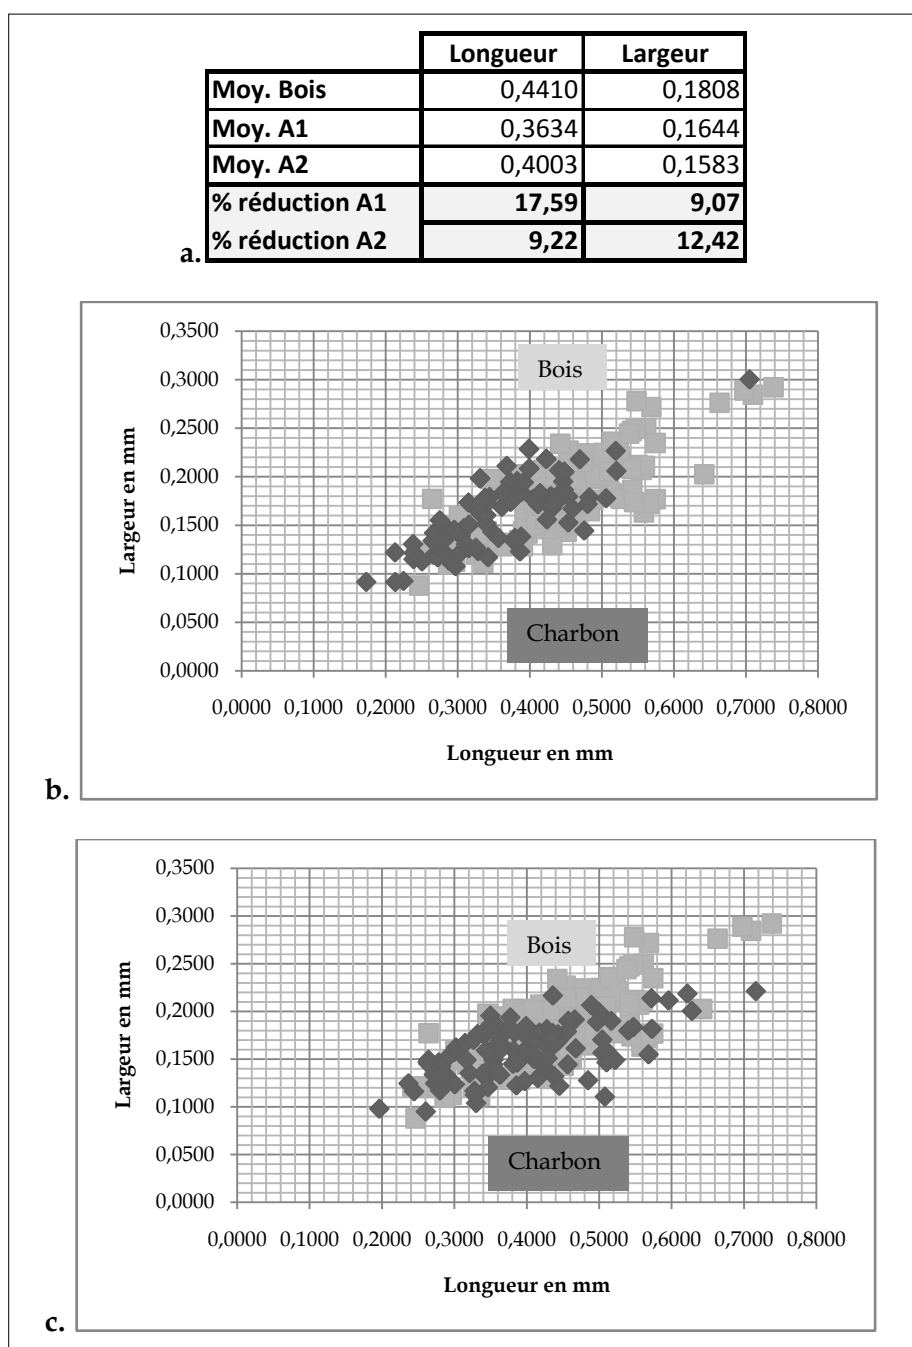 Longueur Largeur
Moy. Bois 0,4410 0,1808
Moy. A1 0,3634 0,1644
Moy. A2 0,4003 0,1583
% réduction A1 17,59 9,07
% réduction A2 9,22 12,42
a.
0,3500
0,3000
0,2500
0,2000
0,1500
0,1000
0,0500
0,0000
Largeur en mm
Bois
Charbon
0,0000 0,1000 0,2000 0,3000 0,4000 0,5000 0,6000 0,7000 0,8000
Longueur en mm
b.
0,3500
0,3000
0,2500
0,2000
0,1500
0,1000
0,0500
0,0000
Largeur en mm
Bois
Charbon
0,0000 0,1000 0,2000 0,3000 0,4000 0,5000 0,6000 0,7000 0,8000
Longueur en mm
c.